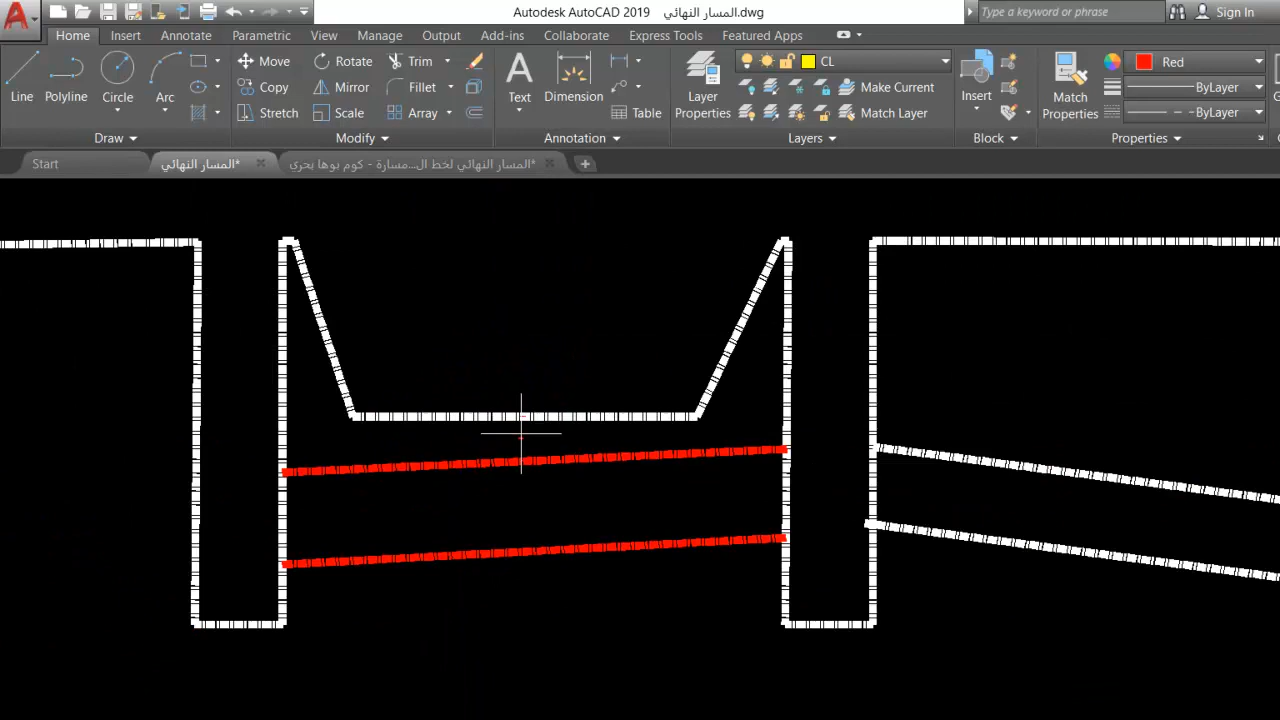 Autodesk AutoCAD 2019 المسار النهائي.dwg
Type a keyword or phrase
Sign In
Home Insert Annotate Parametric View Manage Output Add-ins Collaborate Express Tools Featured Apps
Line Polyline Circle Arc
Move Rotate Trim
Copy Mirror Fillet
Stretch Scale Array
Text Dimension Table
Layer Properties
CL
Make Current
Match Layer
Insert
Match Properties
Red
ByLayer
ByLayer
Draw Modify Annotation Layers Block Properties
Start
المسار النهائي*
المسار النهائي لخط ال...مسارة - كوم بوها بحري*